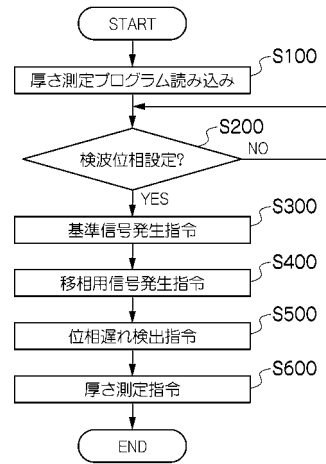 START
S100
厚さ測定プログラム読み込み
S200
検波位相設定?
NO
YES
S300
基準信号発生指令
S400
移相用信号発生指令
S500
位相遅れ検出指令
S600
厚さ測定指令
END